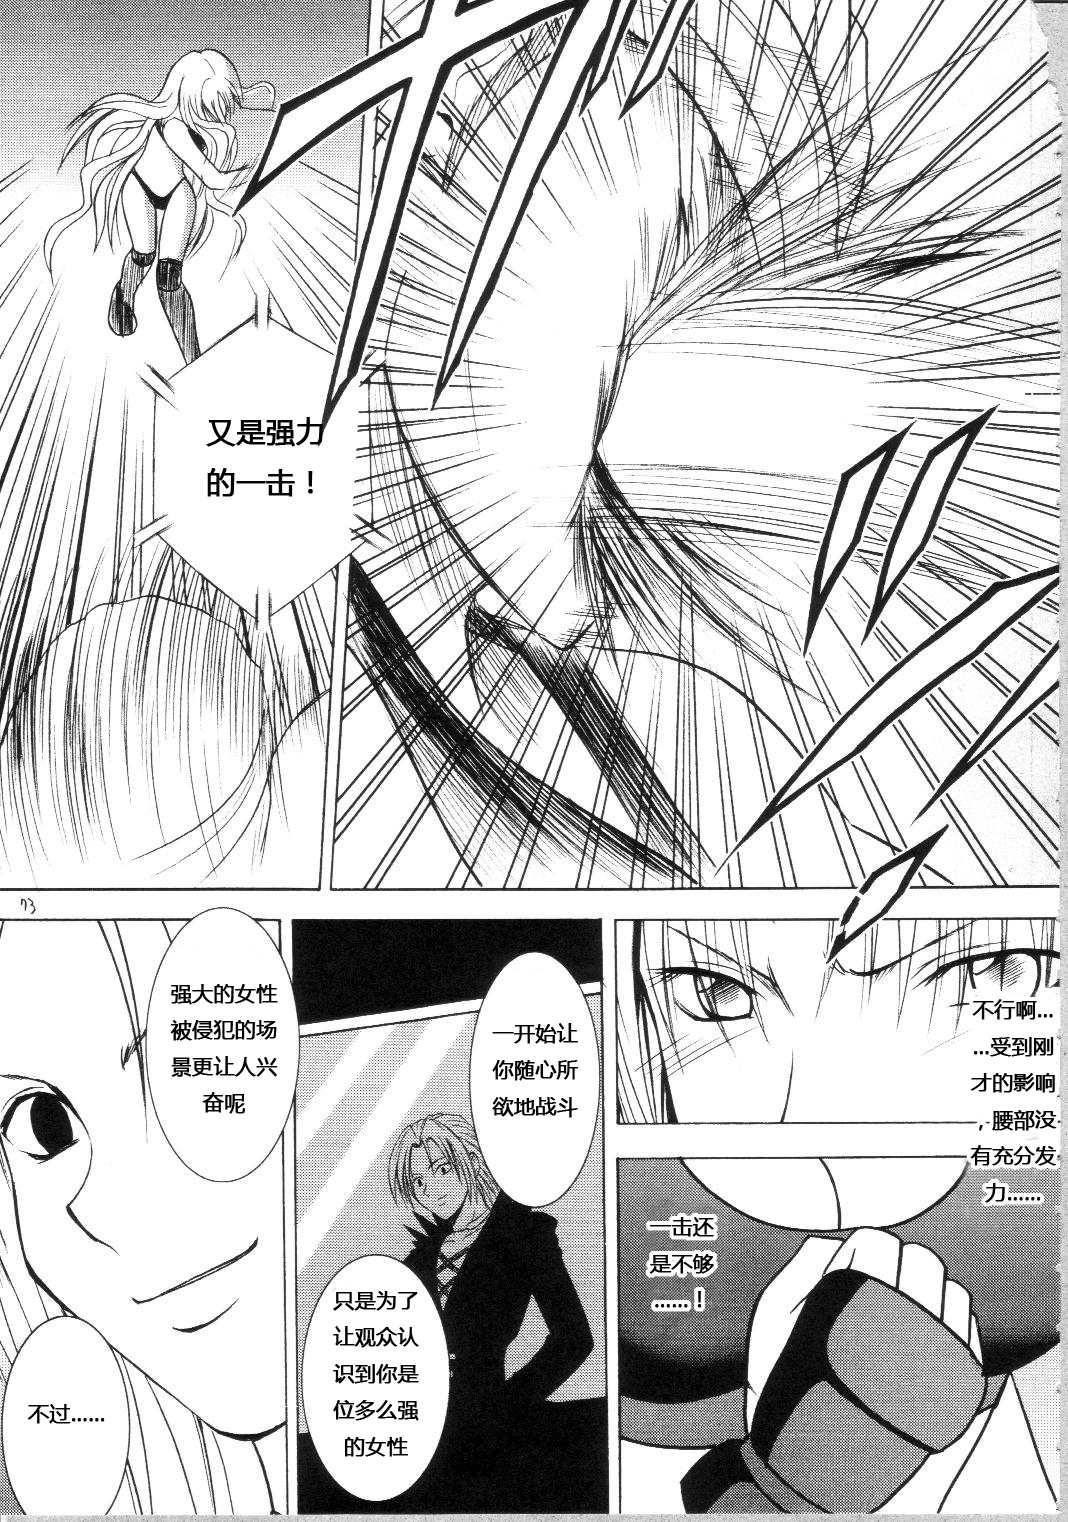 又是强力
的一击！
73
不行啊...
...受到刚
才的影响
，腰部没
有充分发
力......
一击还
是不够
......！
一开始让
你随心所
欲地战斗
只是为了
让观众认
识到你是
位多么强
的女性
强大的女性
被侵犯的场
景更让人兴
奋呢
不过......